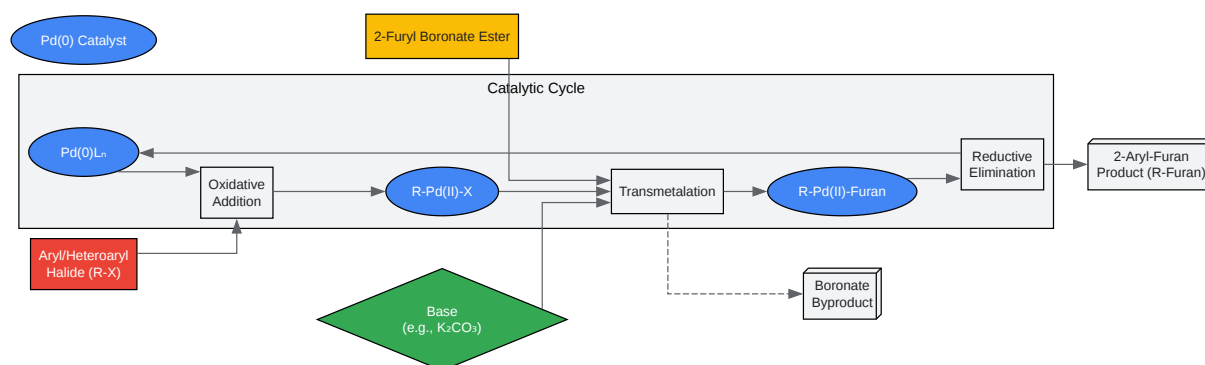 Pd(0) Catalyst
2-Furyl Boronate Ester
Catalytic Cycle
Pd(0)Lₙ
Oxidative
Addition
R-Pd(II)-X
Transmetalation
R-Pd(II)-Furan
Reductive
Elimination
2-Aryl-Furan
Product (R-Furan)
Aryl/Heteroaryl
Halide (R-X)
Base
(e.g., K₂CO₃)
Boronate
Byproduct